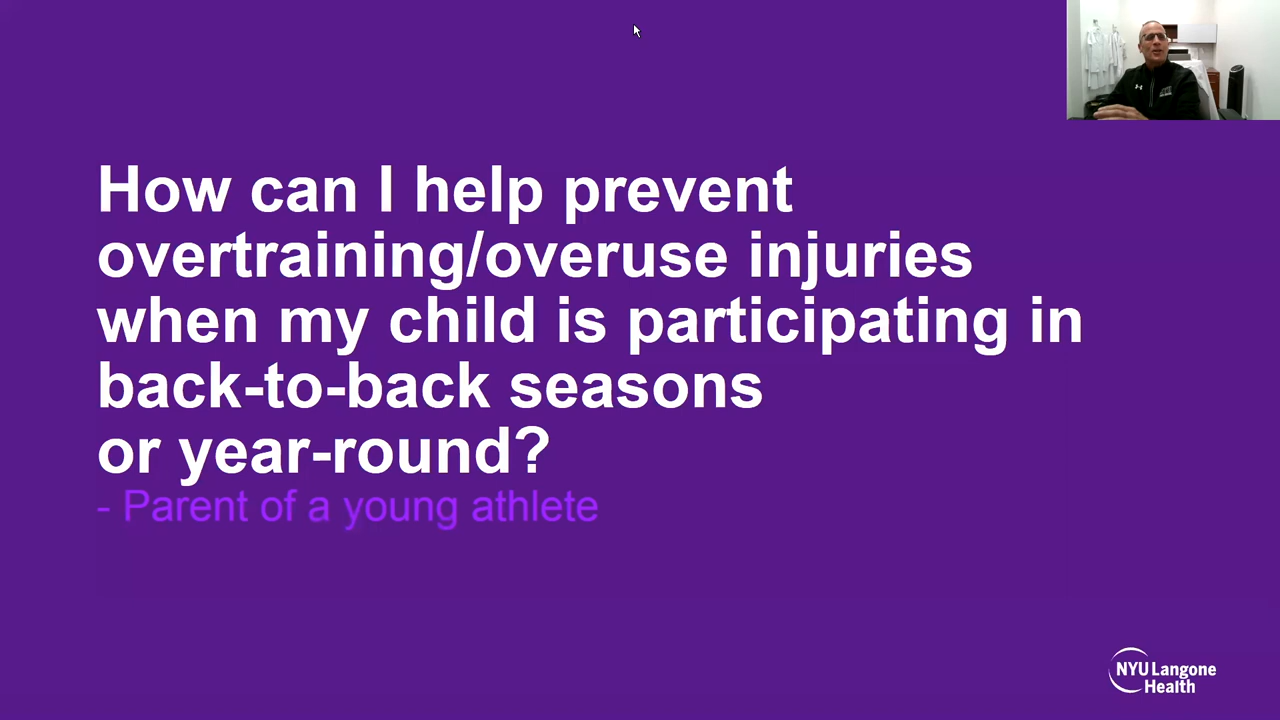 How can I help prevent
overtraining/overuse injuries
when my child is participating in
back-to-back seasons
or year-round?
- Parent of a young athlete
NYU Langone
Health